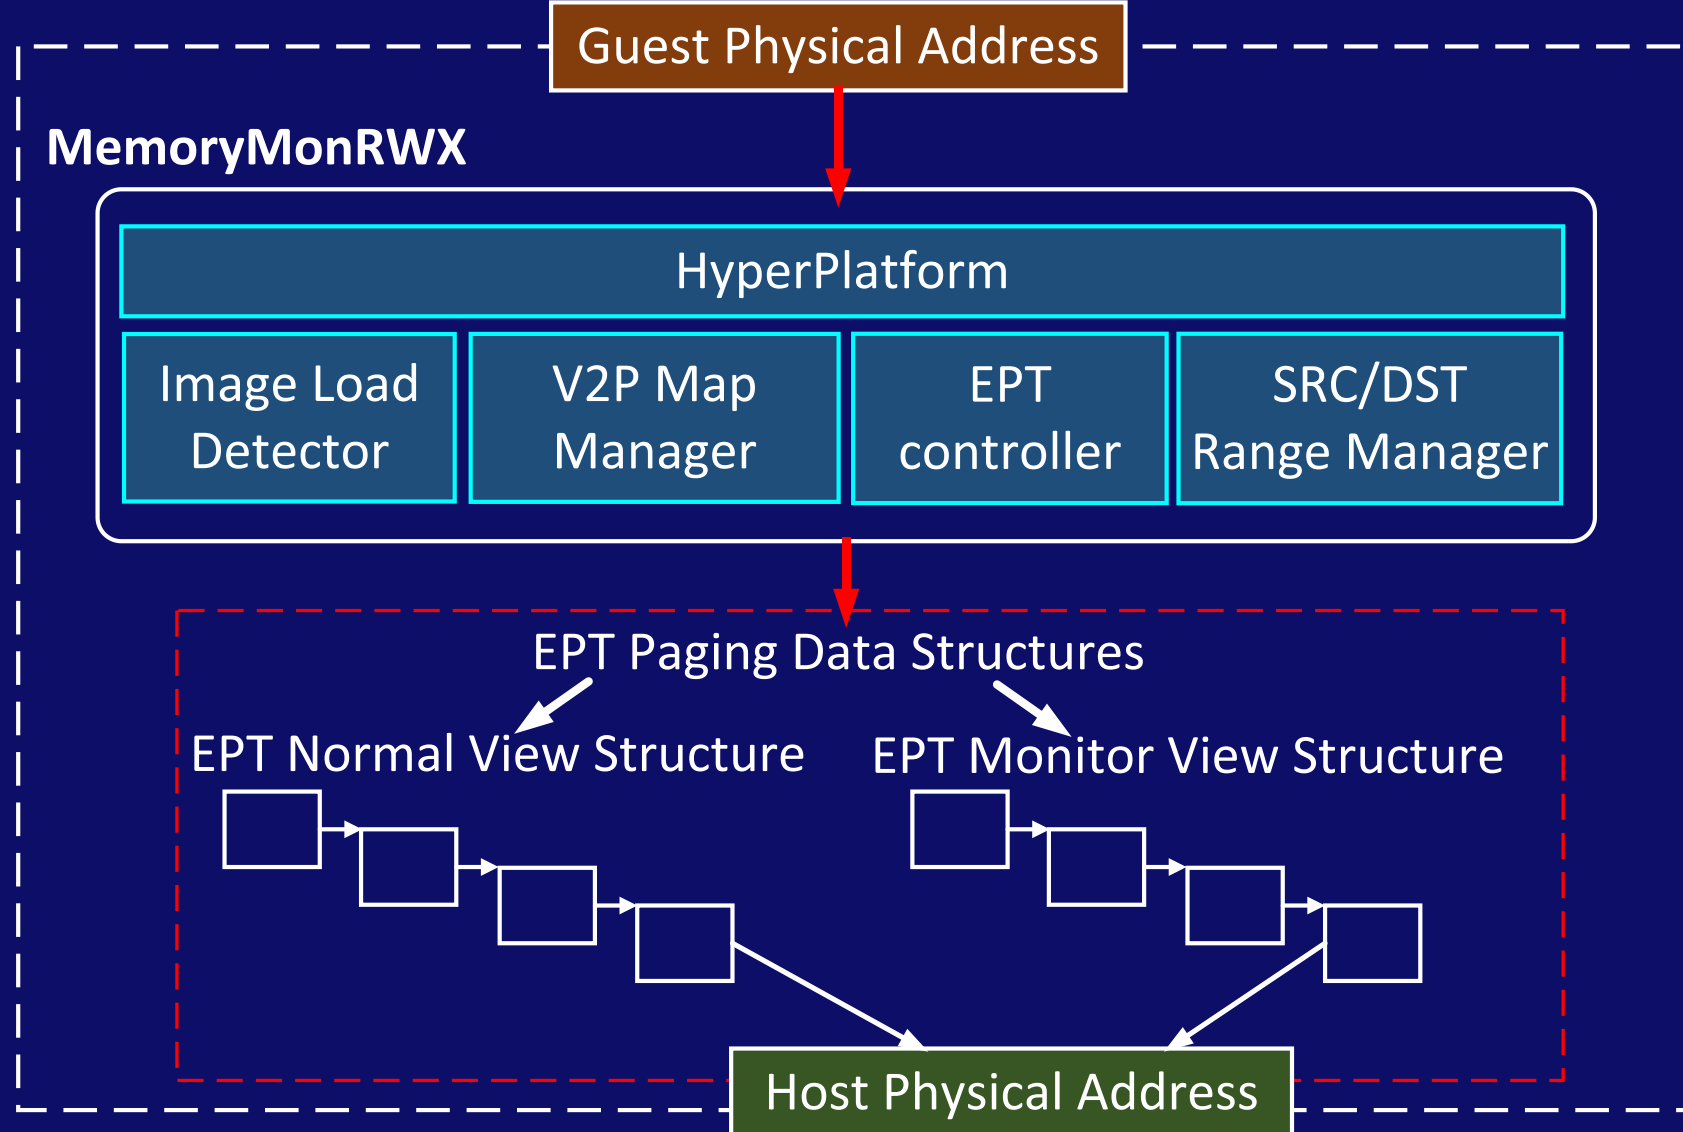 Guest Physical Address
MemoryMonRWX
HyperPlatform
Image Load
Detector
V2P Map
Manager
EPT
controller
SRC/DST
Range Manager
EPT Paging Data Structures
EPT Normal View Structure
EPT Monitor View Structure
Host Physical Address